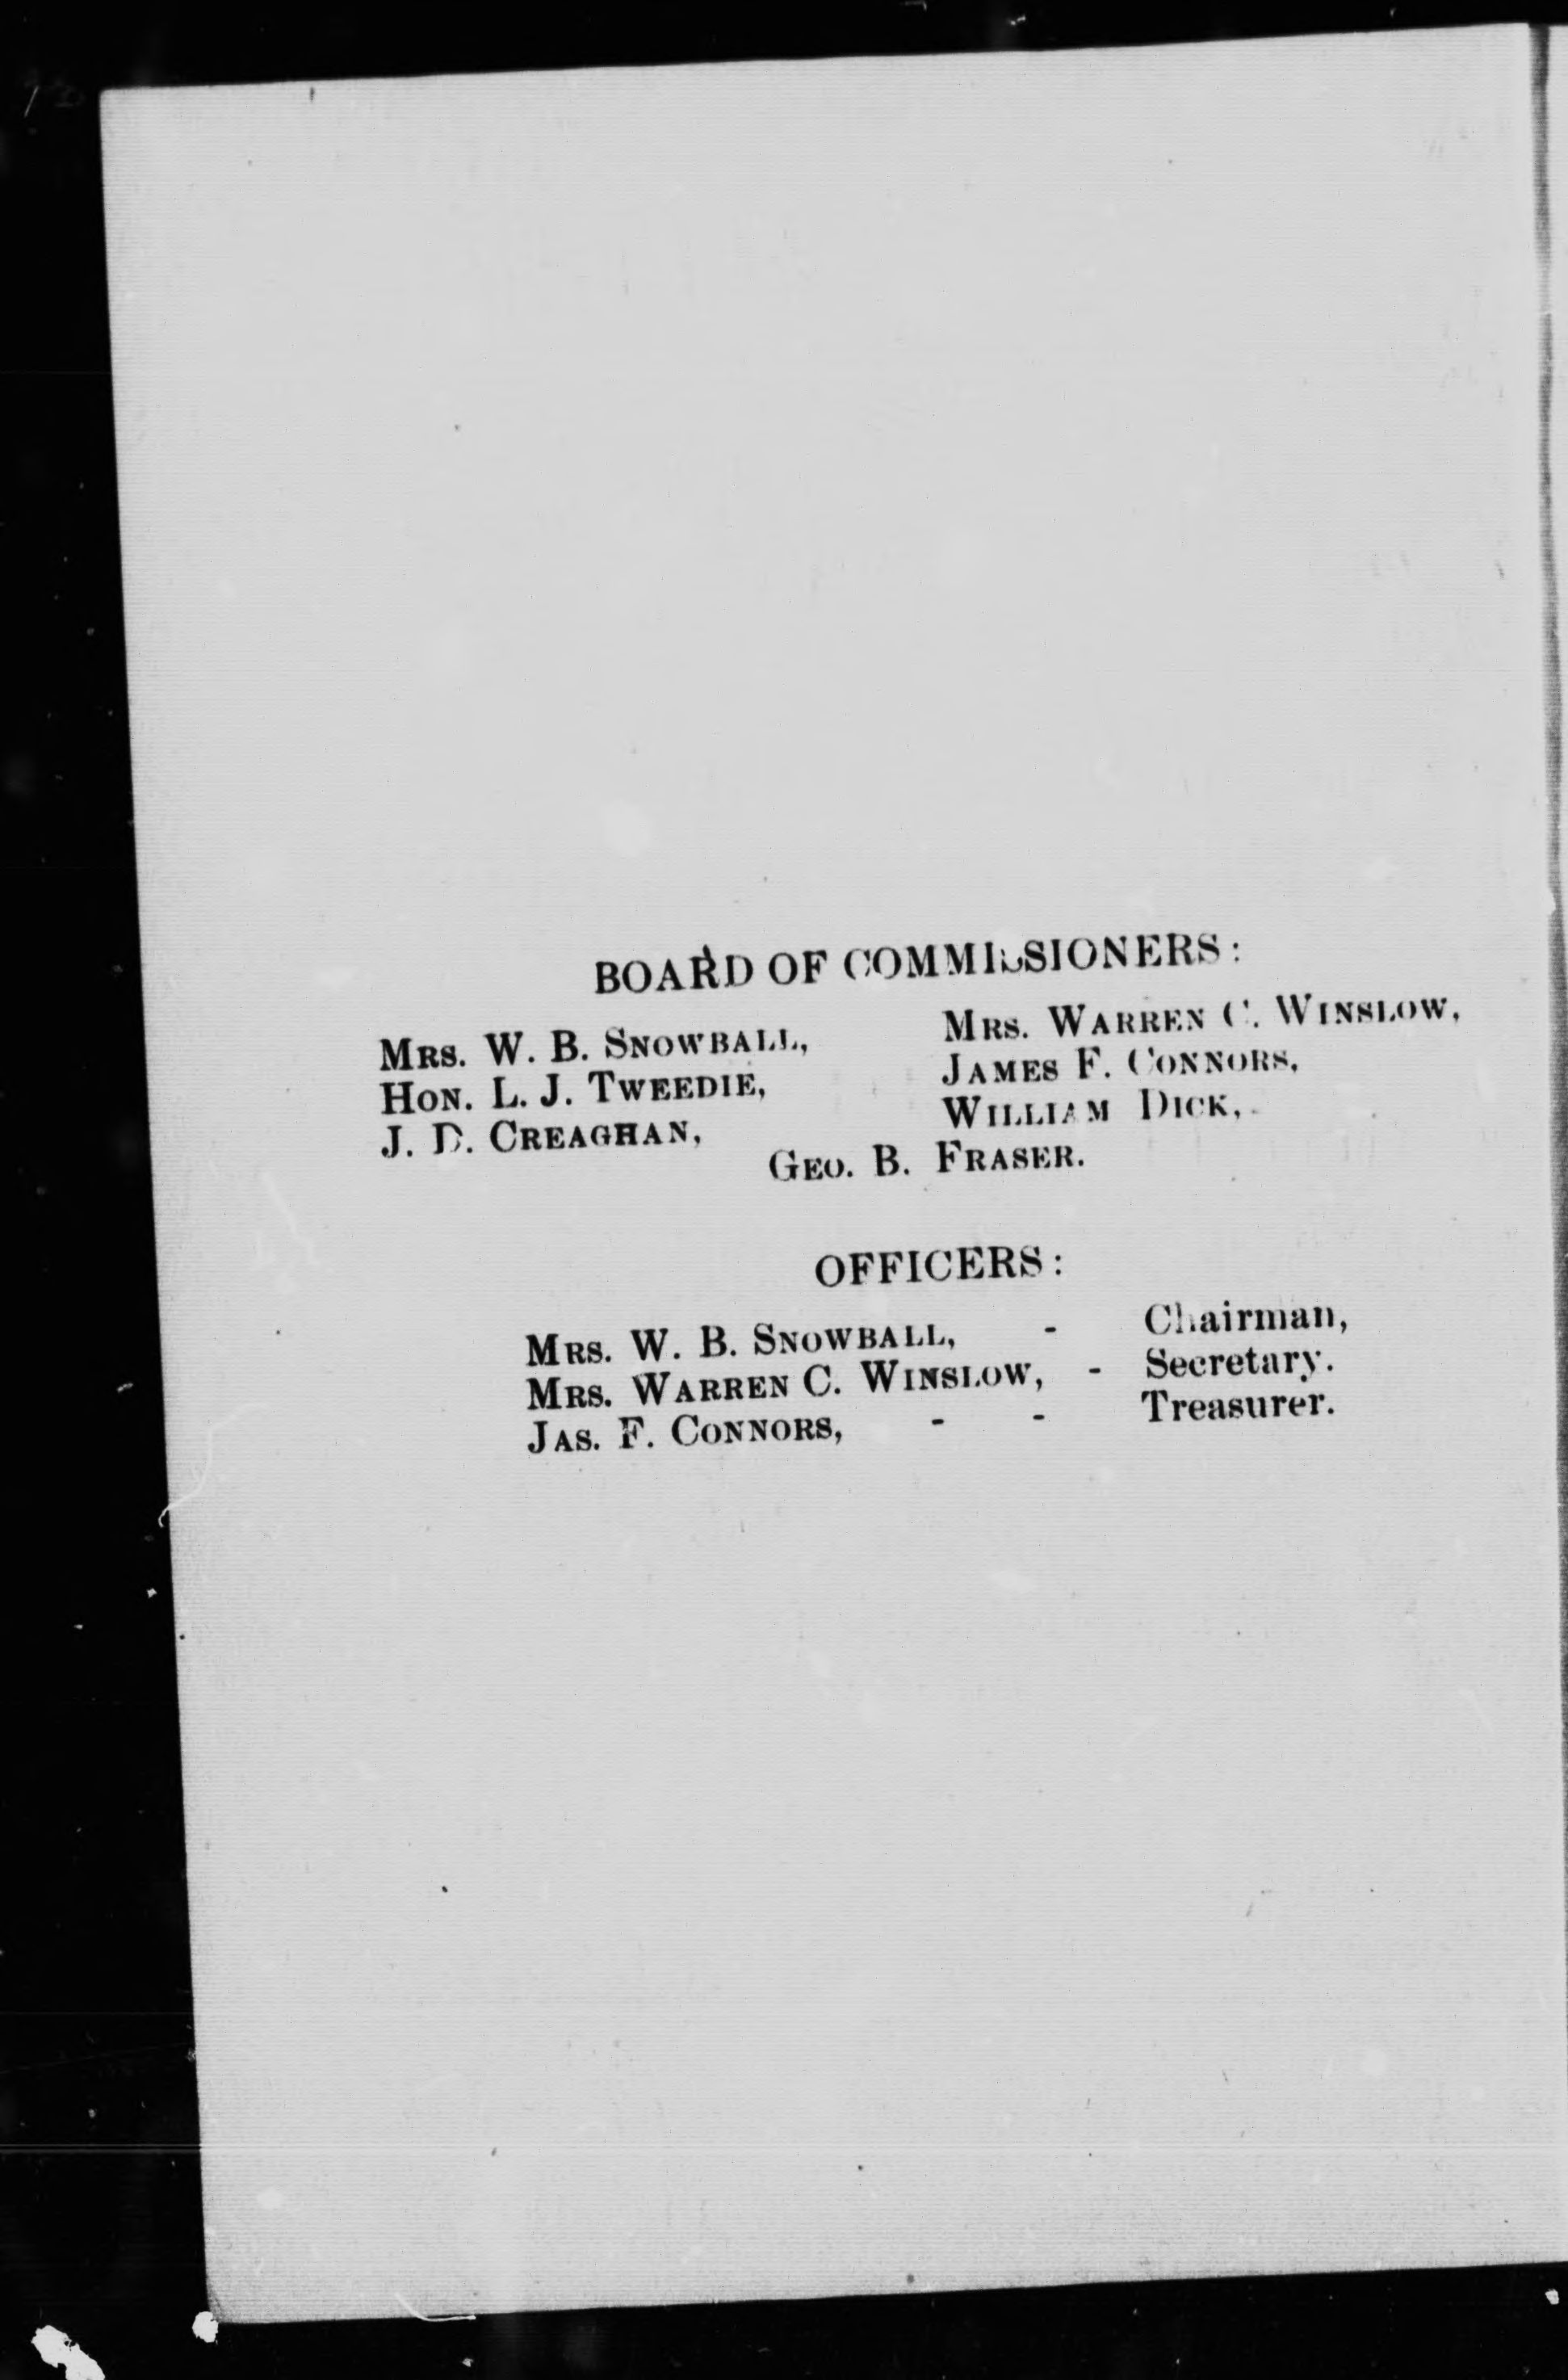 BOARD OF COMMISSIONERS:
MRS. W. B. SNOWBALL, MRS. WARREN C. WINSLOW,
HON. L. J. TWEEDIE, JAMES F. CONNORS,
J. D. CREAGHAN, WILLIAM DICK,
GEO. B. FRASER.
OFFICERS:
MRS. W. B. SNOWBALL, - Chairman,
MRS. WARREN C. WINSLOW, - Secretary.
JAS. F. CONNORS, - - Treasurer.